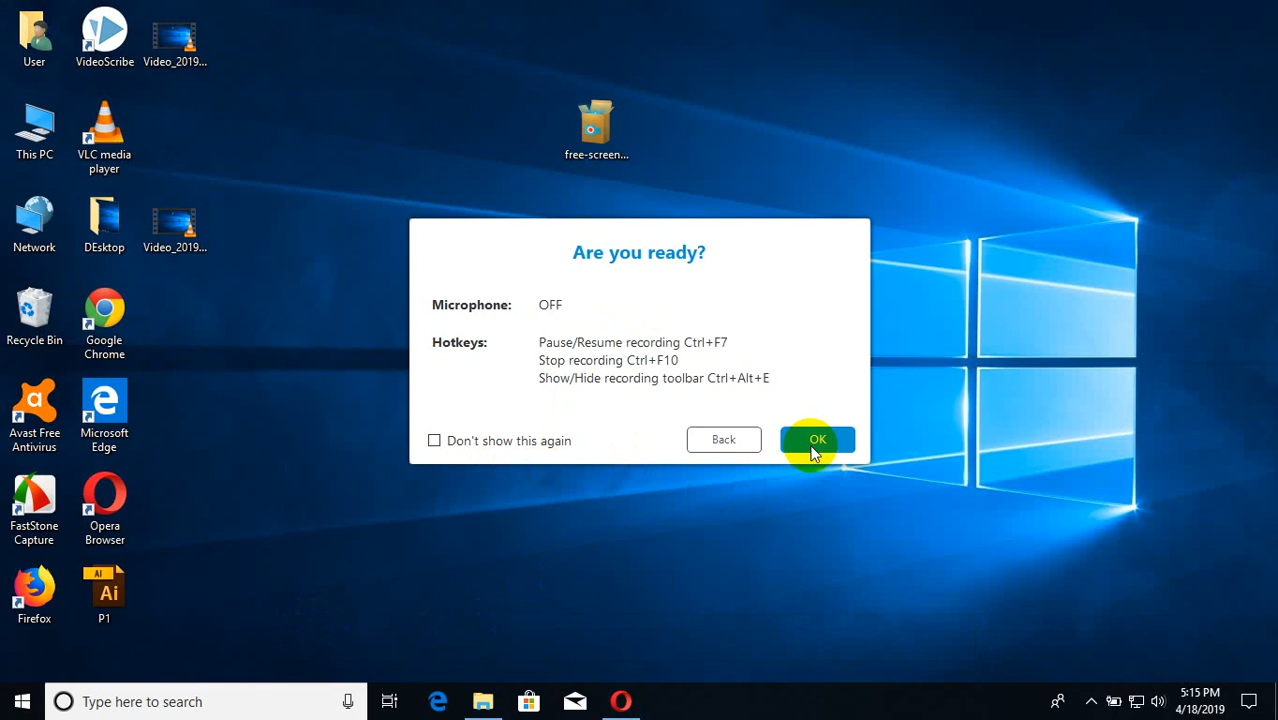 User
VideoScribe
Video_2019...
This PC
VLC media
player
free-screen...
Network
DEsktop
Video_2019...
Recycle Bin
Google
Chrome
Avast Free
Antivirus
Microsoft
Edge
FastStone
Capture
Opera
Browser
Firefox
Ai
Ai
P1
Are you ready?
Microphone: OFF
Hotkeys: Pause/Resume recording Ctrl+F7
Stop recording Ctrl+F10
Show/Hide recording toolbar Ctrl+Alt+E
Don't show this again
Back
OK
Type here to search
5:15 PM
4/18/2019